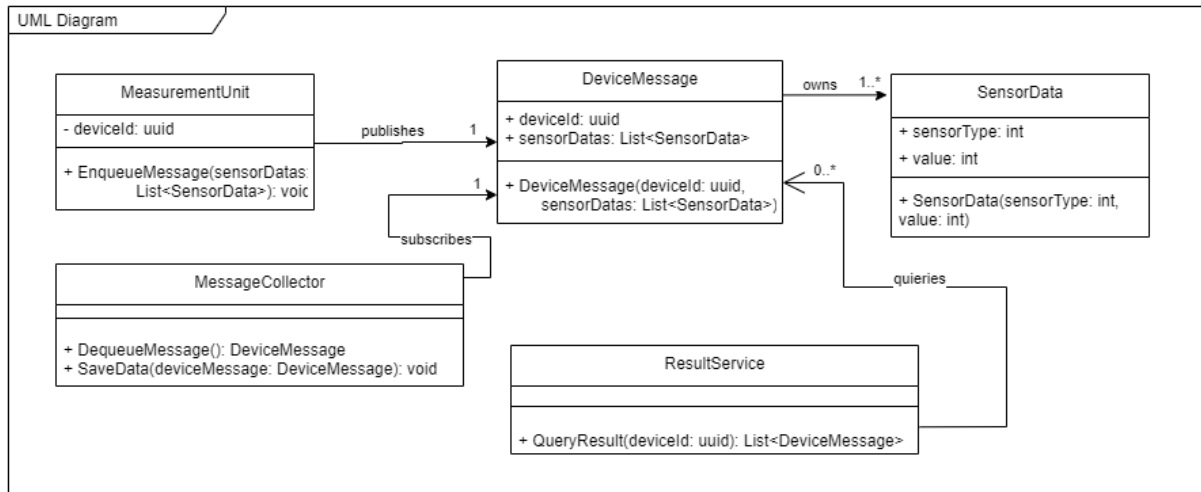 UML Diagram
MeasurementUnit
- deviceId: uuid
+ EnqueueMessage(sensorDatas:
List<SensorData>): void
publishes
1
DeviceMessage
+ deviceId: uuid
+ sensorDatas: List<SensorData>
+ DeviceMessage(deviceId: uuid,
sensorDatas: List<SensorData>)
owns
1..*
SensorData
+ sensorType: int
+ value: int
+ SensorData(sensorType: int,
value: int)
1
subscribes
0..*
quieries
MessageCollector
+ DequeueMessage(): DeviceMessage
+ SaveData(deviceMessage: DeviceMessage): void
ResultService
+ QueryResult(deviceId: uuid): List<DeviceMessage>